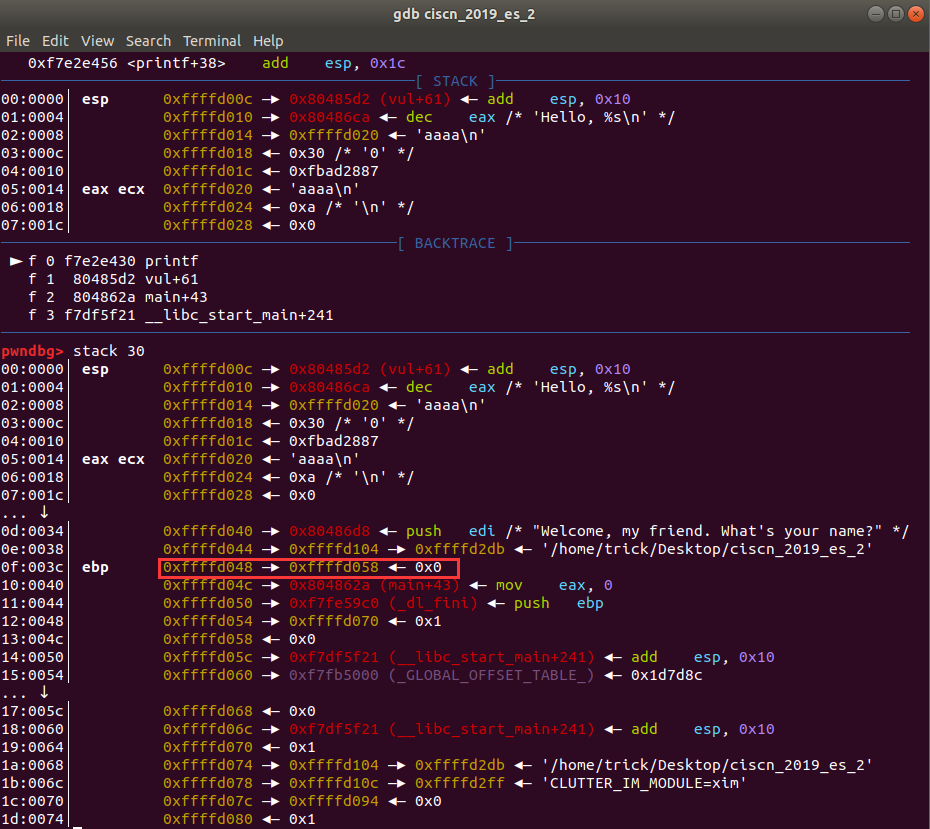 gdb ciscn_2019_es_2
File Edit View Search Terminal Help
0xf7e2e456 <printf+38> add esp, 0x1c
[ STACK ]
00:0000│ esp 0xffffd00c —▸ 0x80485d2 (vul+61) ◂— add esp, 0x10
01:0004│ 0xffffd010 —▸ 0x80486ca ◂— dec eax /* 'Hello, %s\n' */
02:0008│ 0xffffd014 —▸ 0xffffd020 ◂— 'aaaa\n'
03:000c│ 0xffffd018 ◂— 0x30 /* '0' */
04:0010│ 0xffffd01c ◂— 0xfbad2887
05:0014│ eax ecx 0xffffd020 ◂— 'aaaa\n'
06:0018│ 0xffffd024 ◂— 0xa /* '\n' */
07:001c│ 0xffffd028 ◂— 0x0
[ BACKTRACE ]
► f 0 f7e2e430 printf
f 1 80485d2 vul+61
f 2 804862a main+43
f 3 f7df5f21 __libc_start_main+241
pwndbg> stack 30
00:0000│ esp 0xffffd00c —▸ 0x80485d2 (vul+61) ◂— add esp, 0x10
01:0004│ 0xffffd010 —▸ 0x80486ca ◂— dec eax /* 'Hello, %s\n' */
02:0008│ 0xffffd014 —▸ 0xffffd020 ◂— 'aaaa\n'
03:000c│ 0xffffd018 ◂— 0x30 /* '0' */
04:0010│ 0xffffd01c ◂— 0xfbad2887
05:0014│ eax ecx 0xffffd020 ◂— 'aaaa\n'
06:0018│ 0xffffd024 ◂— 0xa /* '\n' */
07:001c│ 0xffffd028 ◂— 0x0
... ↓
0d:0034│ 0xffffd040 —▸ 0x80486d8 ◂— push edi /* "Welcome, my friend. What's your name?" */
0e:0038│ 0xffffd044 —▸ 0xffffd104 —▸ 0xffffd2db ◂— '/home/trick/Desktop/ciscn_2019_es_2'
0f:003c│ ebp 0xffffd048 —▸ 0xffffd058 ◂— 0x0
10:0040│ 0xffffd04c —▸ 0x804862a (main+43) ◂— mov eax, 0
11:0044│ 0xffffd050 —▸ 0xf7fe59c0 (_dl_fini) ◂— push ebp
12:0048│ 0xffffd054 —▸ 0xffffd070 ◂— 0x1
13:004c│ 0xffffd058 ◂— 0x0
14:0050│ 0xffffd05c —▸ 0xf7df5f21 (__libc_start_main+241) ◂— add esp, 0x10
15:0054│ 0xffffd060 —▸ 0xf7fb5000 (_GLOBAL_OFFSET_TABLE_) ◂— 0x1d7d8c
... ↓
17:005c│ 0xffffd068 ◂— 0x0
18:0060│ 0xffffd06c —▸ 0xf7df5f21 (__libc_start_main+241) ◂— add esp, 0x10
19:0064│ 0xffffd070 ◂— 0x1
1a:0068│ 0xffffd074 —▸ 0xffffd104 —▸ 0xffffd2db ◂— '/home/trick/Desktop/ciscn_2019_es_2'
1b:006c│ 0xffffd078 —▸ 0xffffd10c —▸ 0xffffd2ff ◂— 'CLUTTER_IM_MODULE=xim'
1c:0070│ 0xffffd07c —▸ 0xffffd094 ◂— 0x0
1d:0074│ 0xffffd080 ◂— 0x1